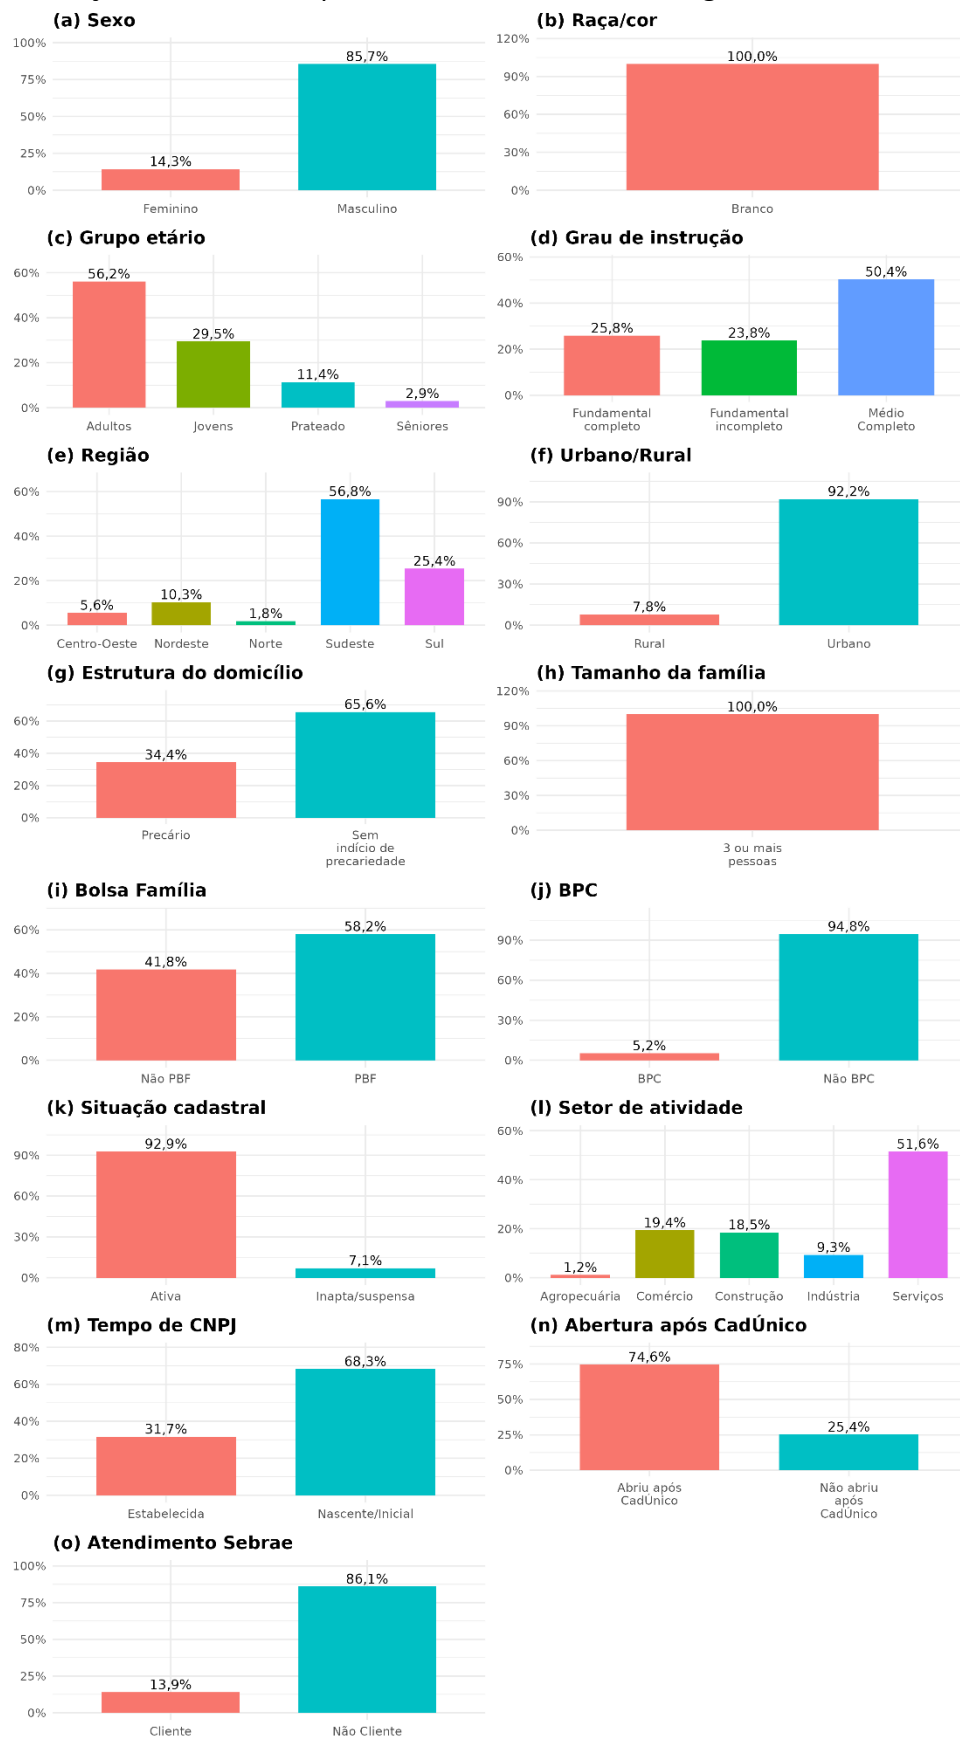 (a) Sexo
100%
75%
50%
25%
0%
14,3%
85,7%
Feminino
Masculino
(b) Raça/cor
120%
90%
60%
30%
0%
100,0%
Branco
(c) Grupo etário
60%
40%
20%
0%
56,2%
29,5%
11,4%
2,9%
Adultos
Jovens
Prateado
Sêniores
(d) Grau de instrução
60%
40%
20%
0%
25,8%
23,8%
50,4%
Fundamental
completo
Fundamental
incompleto
Médio
Completo
(e) Região
60%
40%
20%
0%
5,6%
10,3%
1,8%
56,8%
25,4%
Centro-Oeste
Nordeste
Norte
Sudeste
Sul
(f) Urbano/Rural
90%
60%
30%
0%
7,8%
92,2%
Rural
Urbano
(g) Estrutura do domicílio
60%
40%
20%
0%
34,4%
65,6%
Precário
Sem
indício de
precariedade
(h) Tamanho da família
120%
90%
60%
30%
0%
100,0%
3 ou mais
pessoas
(i) Bolsa Família
60%
40%
20%
0%
41,8%
58,2%
Não PBF
PBF
(j) BPC
90%
60%
30%
0%
5,2%
94,8%
BPC
Não BPC
(k) Situação cadastral
90%
60%
30%
0%
92,9%
7,1%
Ativa
Inapta/suspensa
(l) Setor de atividade
60%
40%
20%
0%
1,2%
19,4%
18,5%
9,3%
51,6%
Agropecuária
Comércio
Construção
Indústria
Serviços
(m) Tempo de CNPJ
80%
60%
40%
20%
0%
31,7%
68,3%
Estabelecida
Nascente/Inicial
(n) Abertura após CadÚnico
75%
50%
25%
0%
74,6%
25,4%
Abriu após
CadÚnico
Não abriu
após
CadÚnico
(o) Atendimento Sebrae
100%
75%
50%
25%
0%
13,9%
86,1%
Cliente
Não Cliente